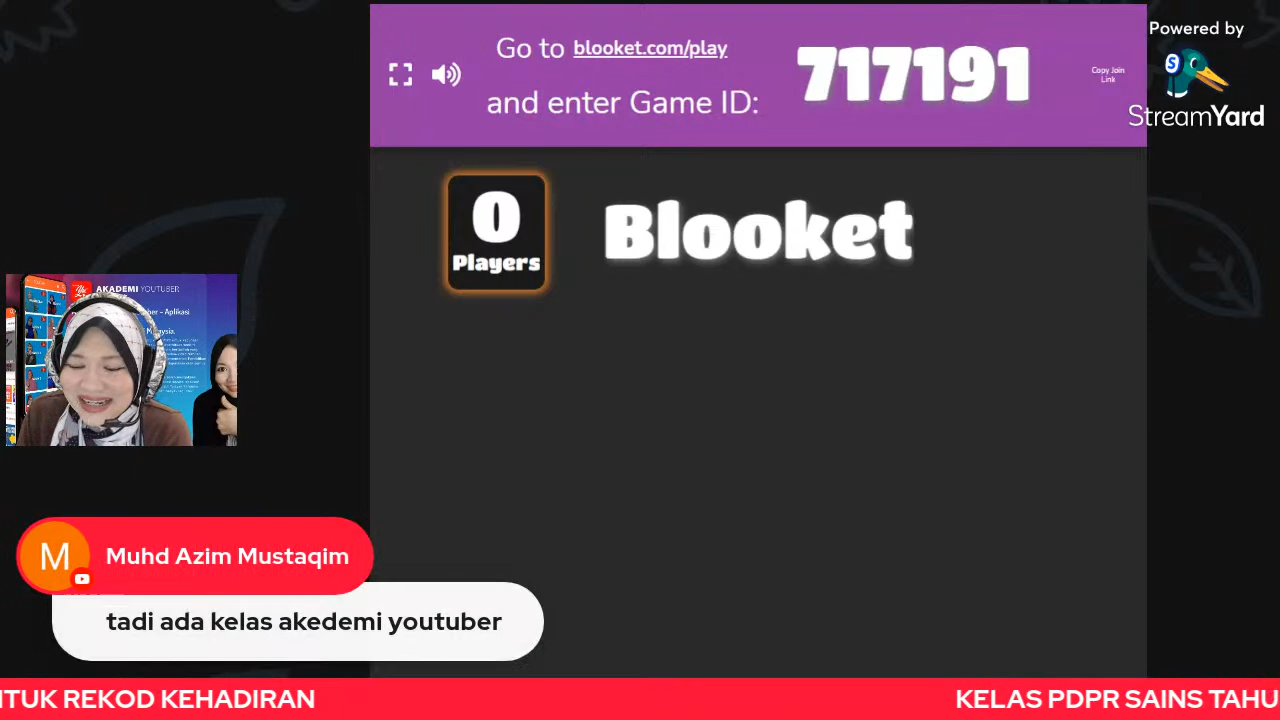 Go to blooket.com/play
and enter Game ID:
717191
Copy Join
Link
Powered by
StreamYard
0
Players
Blooket
AKADEMI YOUTUBER
M
Muhd Azim Mustaqim
tadi ada kelas akedemi youtuber
NTUK REKOD KEHADIRAN
KELAS PDPR SAINS TAHU